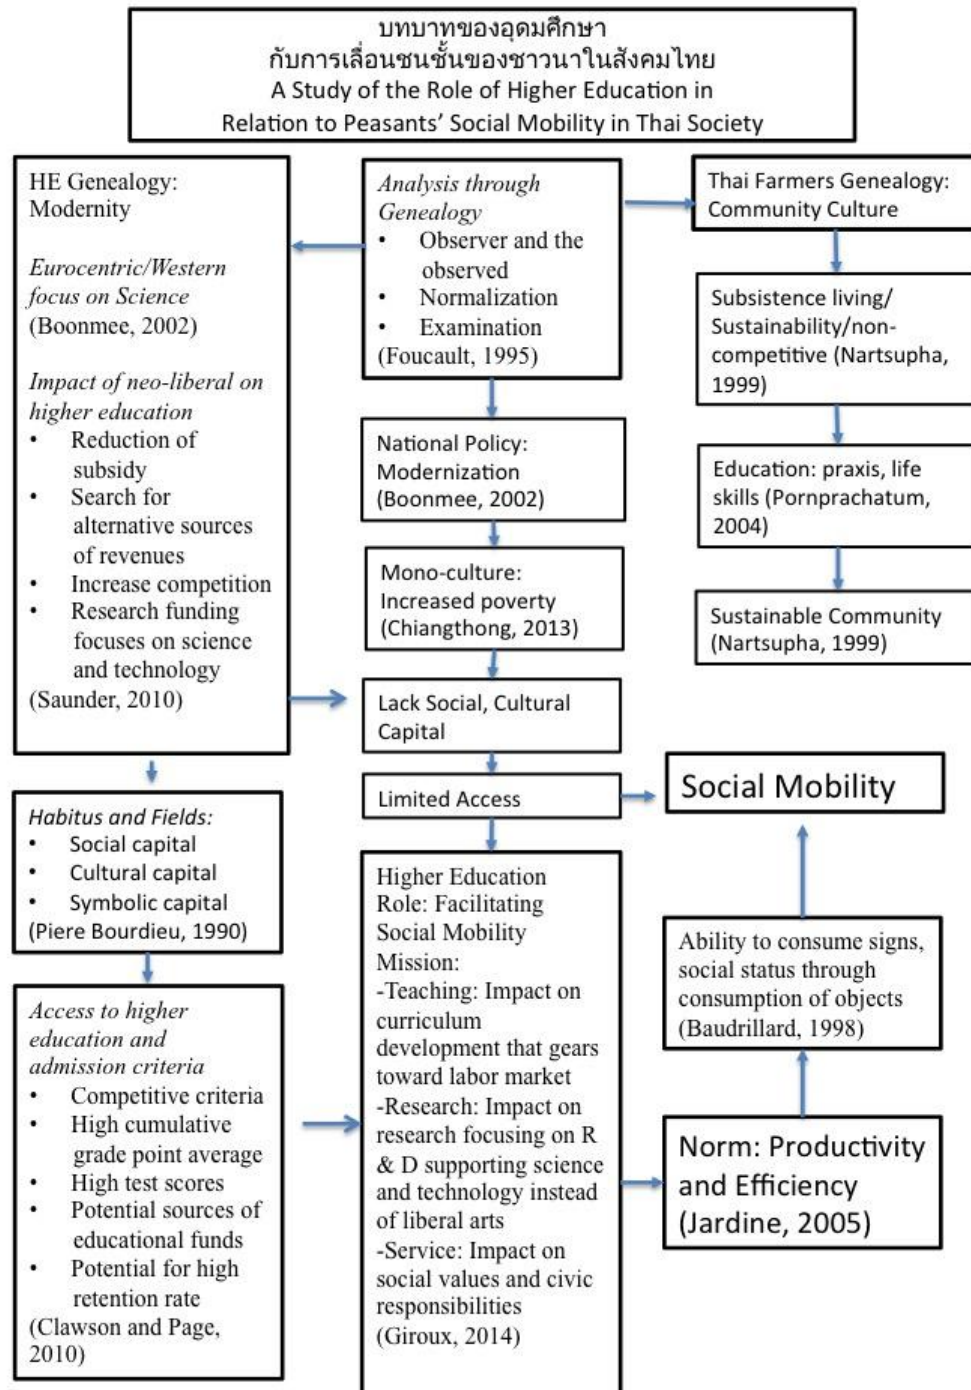 บทบาทของอุดมศึกษา
กับการเลื่อนชนชั้นของชาวนาในสังคมไทย
A Study of the Role of Higher Education in
Relation to Peasants' Social Mobility in Thai Society
HE Genealogy:
Modernity
Eurocentric/Western
focus on Science
(Boonmee, 2002)
Impact of neo-liberal on
higher education
• Reduction of
subsidy
• Search for
alternative sources
of revenues
• Increase competition
• Research funding
focuses on science
and technology
(Saunder, 2010)
Habitus and Fields:
• Social capital
• Cultural capital
• Symbolic capital
(Piere Bourdieu, 1990)
Access to higher
education and
admission criteria
• Competitive criteria
• High cumulative
grade point average
• High test scores
• Potential sources of
educational funds
• Potential for high
retention rate
(Clawson and Page,
2010)
Analysis through
Genealogy
• Observer and the
observed
• Normalization
• Examination
(Foucault, 1995)
National Policy:
Modernization
(Boonmee, 2002)
Mono-culture:
Increased poverty
(Chiangthong, 2013)
Lack Social, Cultural
Capital
Limited Access
Higher Education
Role: Facilitating
Social Mobility
Mission:
-Teaching: Impact on
curriculum
development that gears
toward labor market
-Research: Impact on
research focusing on R
& D supporting science
and technology instead
of liberal arts
-Service: Impact on
social values and civic
responsibilities
(Giroux, 2014)
Thai Farmers Genealogy:
Community Culture
Subsistence living/
Sustainability/non-
competitive (Nartsupha,
1999)
Education: praxis, life
skills (Pornprachatum,
2004)
Sustainable Community
(Nartsupha, 1999)
Social Mobility
Ability to consume signs,
social status through
consumption of objects
(Baudrillard, 1998)
Norm: Productivity
and Efficiency
(Jardine, 2005)